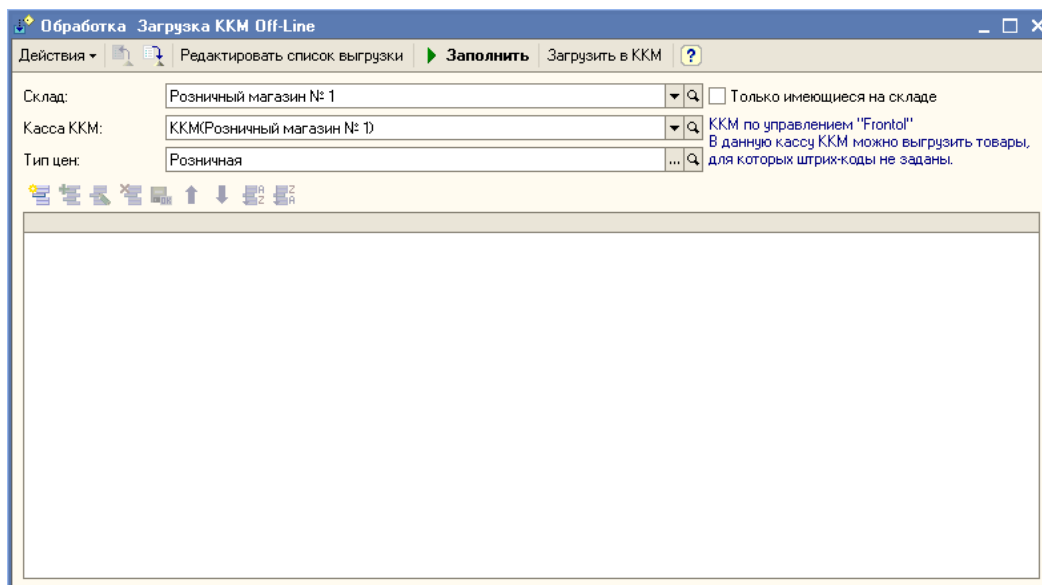 Обработка Загрузка ККМ Off-Line
Действия Редактировать список выгрузки Заполнить Загрузить в ККМ ?
Склад: Розничный магазин № 1 Только имеющиеся на складе
Касса ККМ: ККМ(Розничный магазин № 1) ККМ по управлением "Frontol"
В данную кассу ККМ можно выгрузить товары,
Тип цен: Розничная ... для которых штрих-коды не заданы.